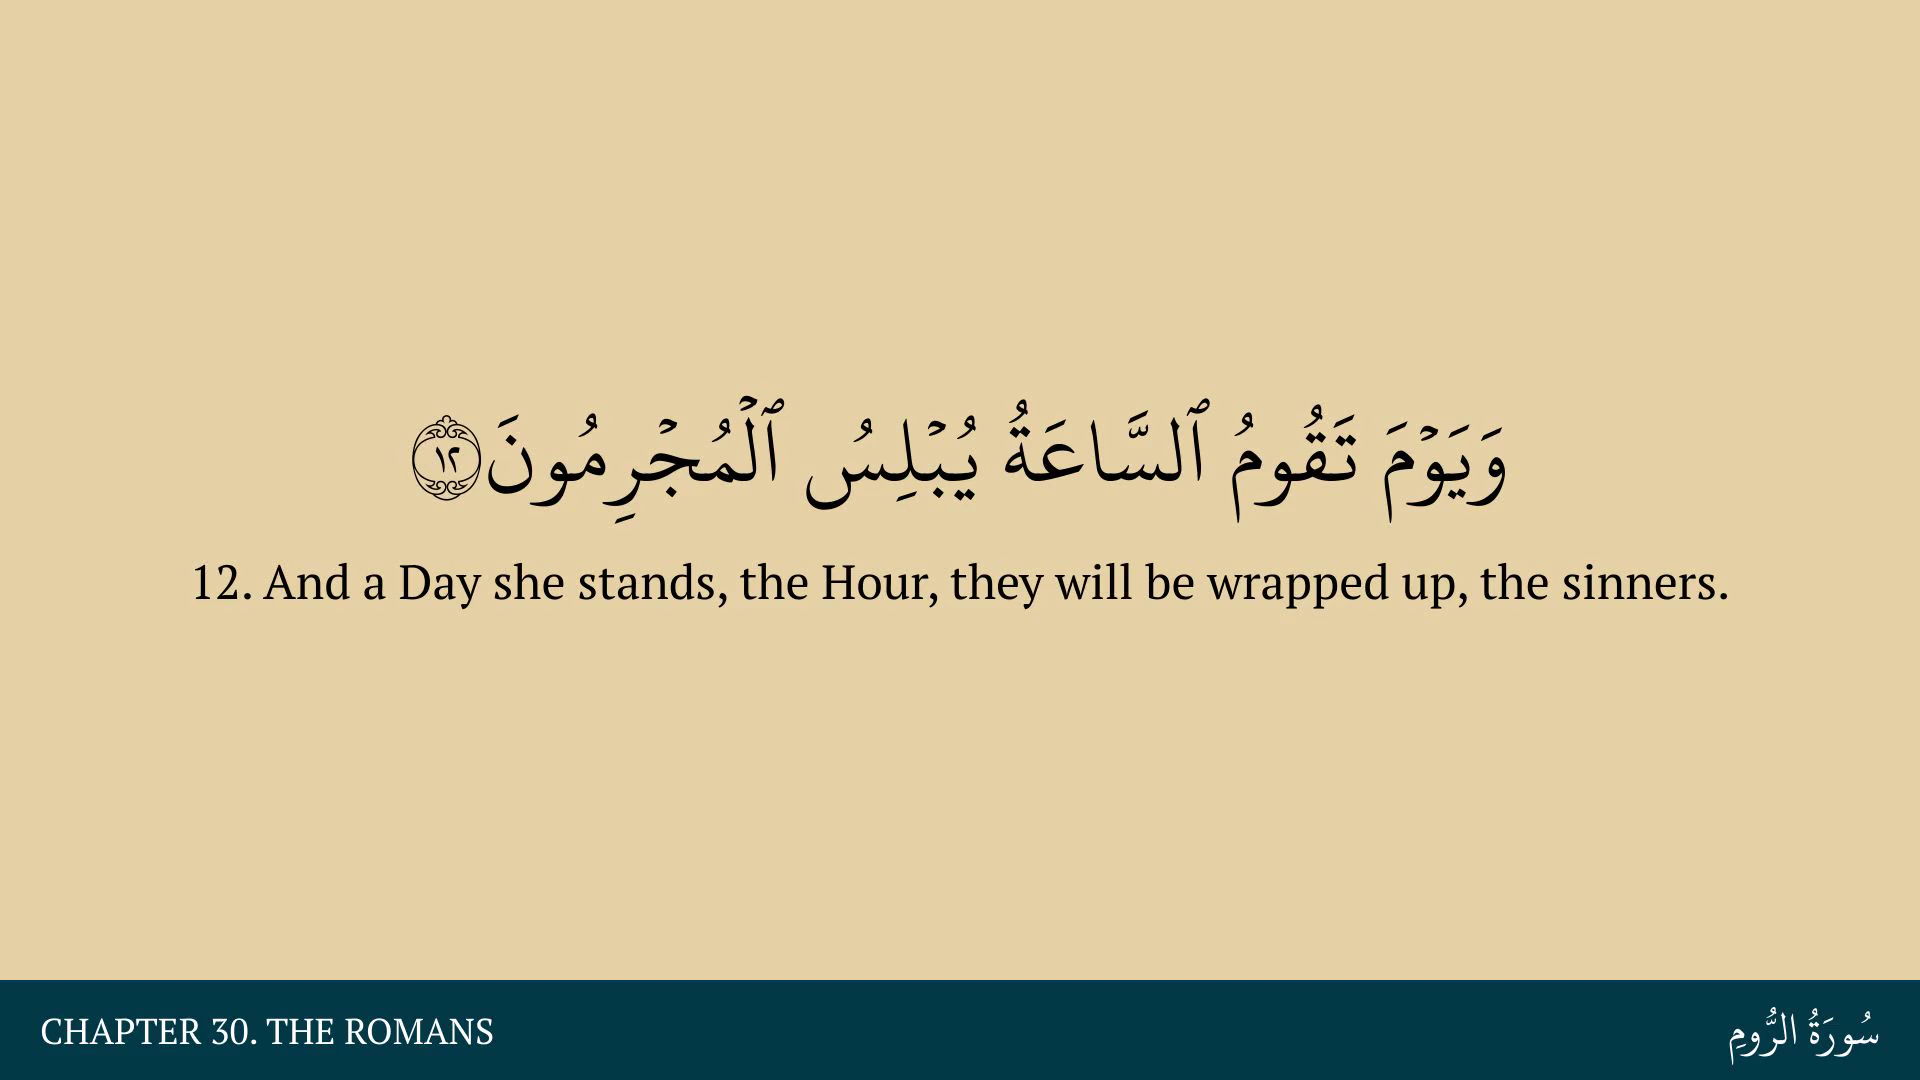 وَيَوۡمَ تَقُومُ ٱلسَّاعَةُ يُبۡلِسُ ٱلۡمُجۡرِمُونَ ١٢
12. And a Day she stands, the Hour, they will be wrapped up, the sinners.
CHAPTER 30. THE ROMANS
سُورَةُ الرُّومِ